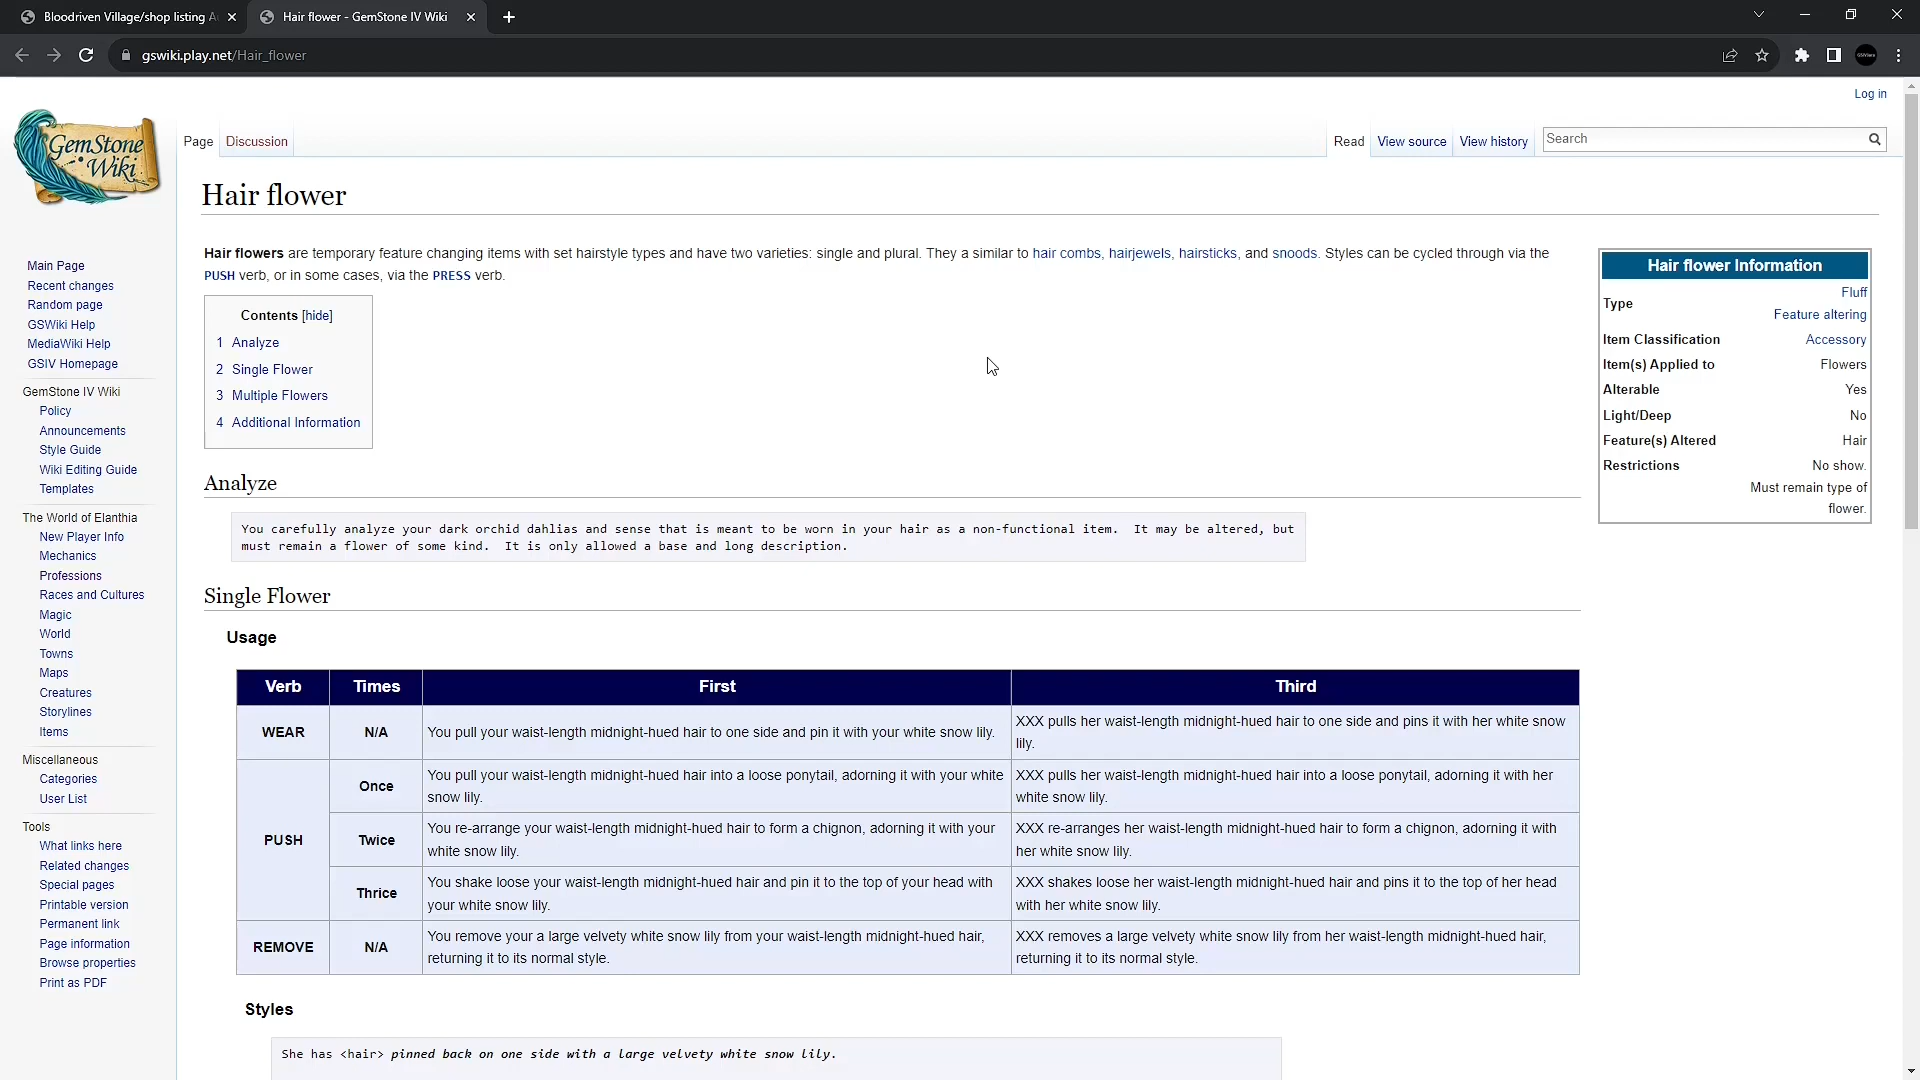 Bloodriven Village/shop listing
Hair flower - GemStone IV Wiki
gswiki.play.net/Hair_flower
Log in
GemStone
Wiki
Page
Discussion
Read
View source
View history
Search
Hair flower
Hair flowers are temporary feature changing items with set hairstyle types and have two varieties: single and plural. They a similar to hair combs, hairjewels, hairsticks, and snoods. Styles can be cycled through via the
PUSH verb, or in some cases, via the PRESS verb.
Contents [hide]
1 Analyze
2 Single Flower
3 Multiple Flowers
4 Additional Information
Hair flower Information
Type
Fluff
Feature altering
Item Classification Accessory
Item(s) Applied to Flowers
Alterable Yes
Light/Deep No
Feature(s) Altered Hair
Restrictions No show.
Must remain type of
flower.
Main Page
Recent changes
Random page
GSWiki Help
MediaWiki Help
GSIV Homepage
GemStone IV Wiki
Policy
Announcements
Style Guide
Wiki Editing Guide
Templates
The World of Elanthia
New Player Info
Mechanics
Professions
Races and Cultures
Magic
World
Towns
Maps
Creatures
Storylines
Items
Miscellaneous
Categories
User List
Tools
What links here
Related changes
Special pages
Printable version
Permanent link
Page information
Browse properties
Print as PDF
Analyze
You carefully analyze your dark orchid dahlias and sense that is meant to be worn in your hair as a non-functional item. It may be altered, but
must remain a flower of some kind. It is only allowed a base and long description.
Single Flower
Usage
Verb Times First Third
WEAR N/A You pull your waist-length midnight-hued hair to one side and pin it with your white snow lily.
XXX pulls her waist-length midnight-hued hair to one side and pins it with her white snow
lily.
PUSH
Once
You pull your waist-length midnight-hued hair into a loose ponytail, adorning it with your white
snow lily.
XXX pulls her waist-length midnight-hued hair into a loose ponytail, adorning it with her
white snow lily.
Twice
You re-arrange your waist-length midnight-hued hair to form a chignon, adorning it with your
white snow lily.
XXX re-arranges her waist-length midnight-hued hair to form a chignon, adorning it with
her white snow lily.
Thrice
You shake loose your waist-length midnight-hued hair and pin it to the top of your head with
your white snow lily.
XXX shakes loose her waist-length midnight-hued hair and pins it to the top of her head
with her white snow lily.
REMOVE N/A
You remove your a large velvety white snow lily from your waist-length midnight-hued hair,
returning it to its normal style.
XXX removes a large velvety white snow lily from her waist-length midnight-hued hair,
returning it to its normal style.
Styles
She has <hair> pinned back on one side with a large velvety white snow lily.